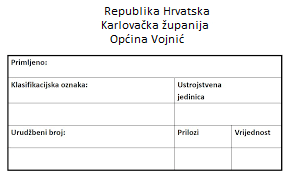 Republika Hrvatska
Karlovačka županija
Općina Vojnić
Primljeno:
Klasifikacijska oznaka: Ustrojstvena
jedinica
Urudžbeni broj: Prilozi Vrijednost